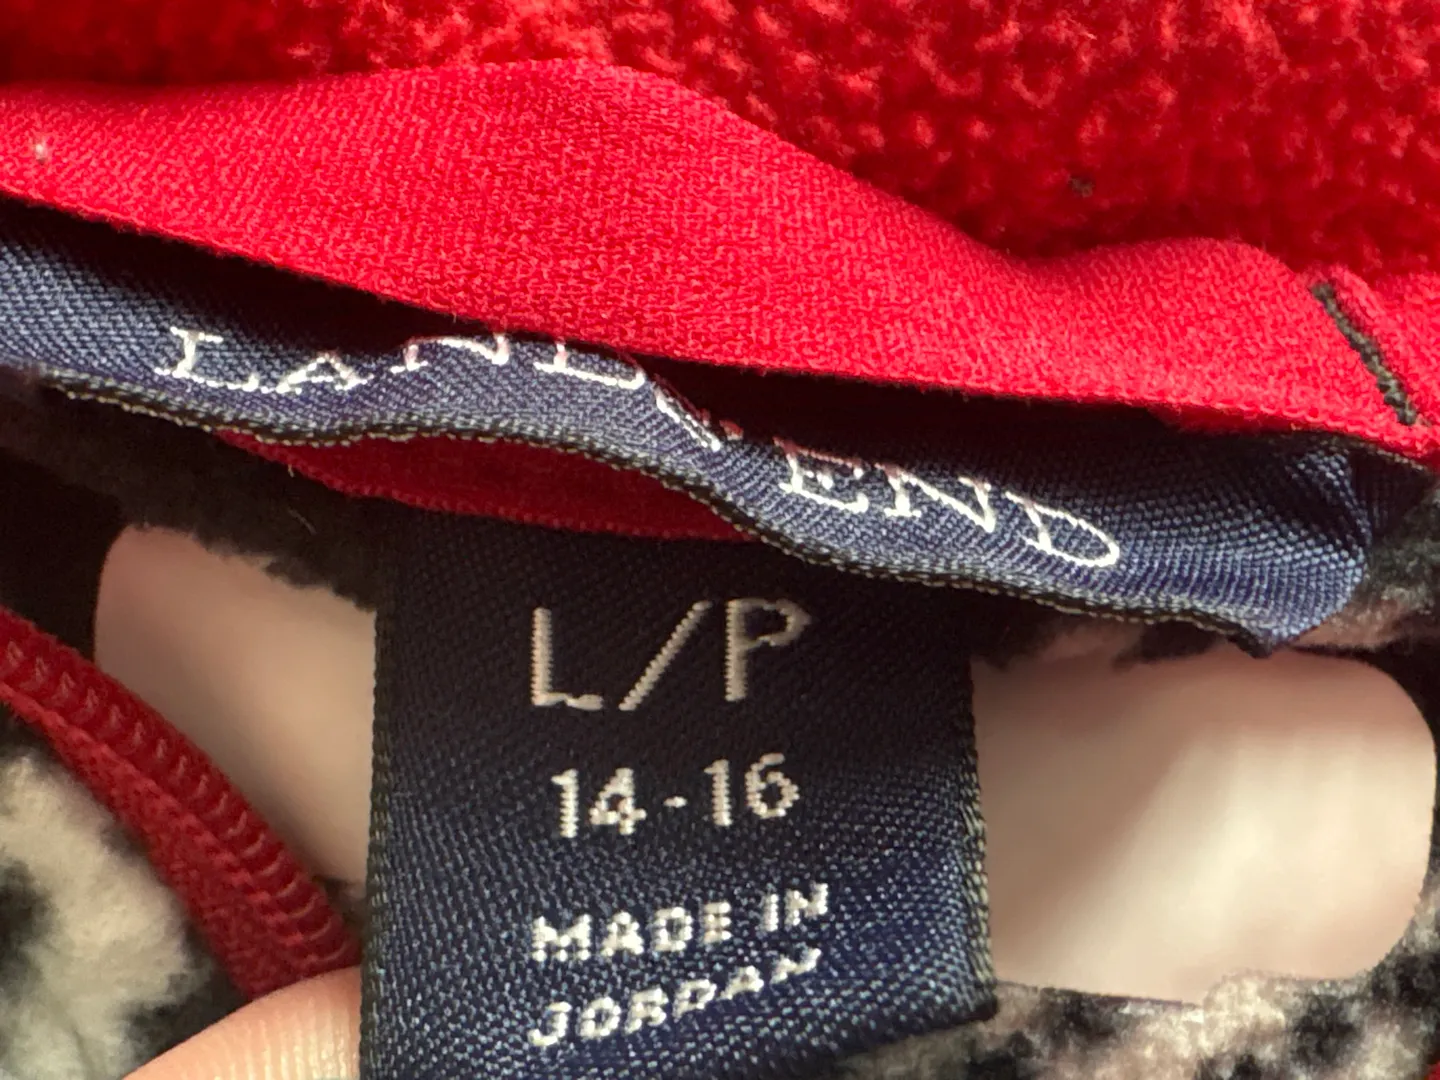 LANDS' END
L/P
14-16
MADE IN
JORDAN